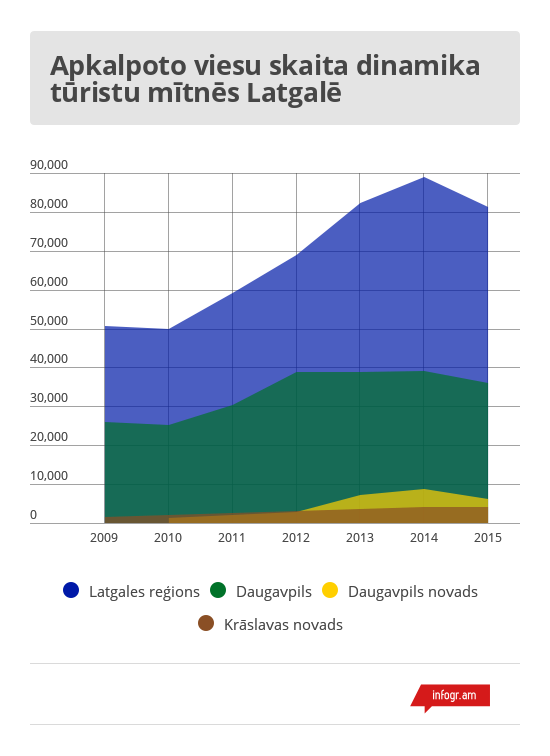 Apkalpoto viesu skaita dinamika
tūristu mītnēs Latgalē
90,000
80,000
70,000
60,000
50,000
40,000
30,000
20,000
10,000
0
2009 2010 2011 2012 2013 2014 2015
Latgales reģions Daugavpils Daugavpils novads
Krāslavas novads
infogr.am